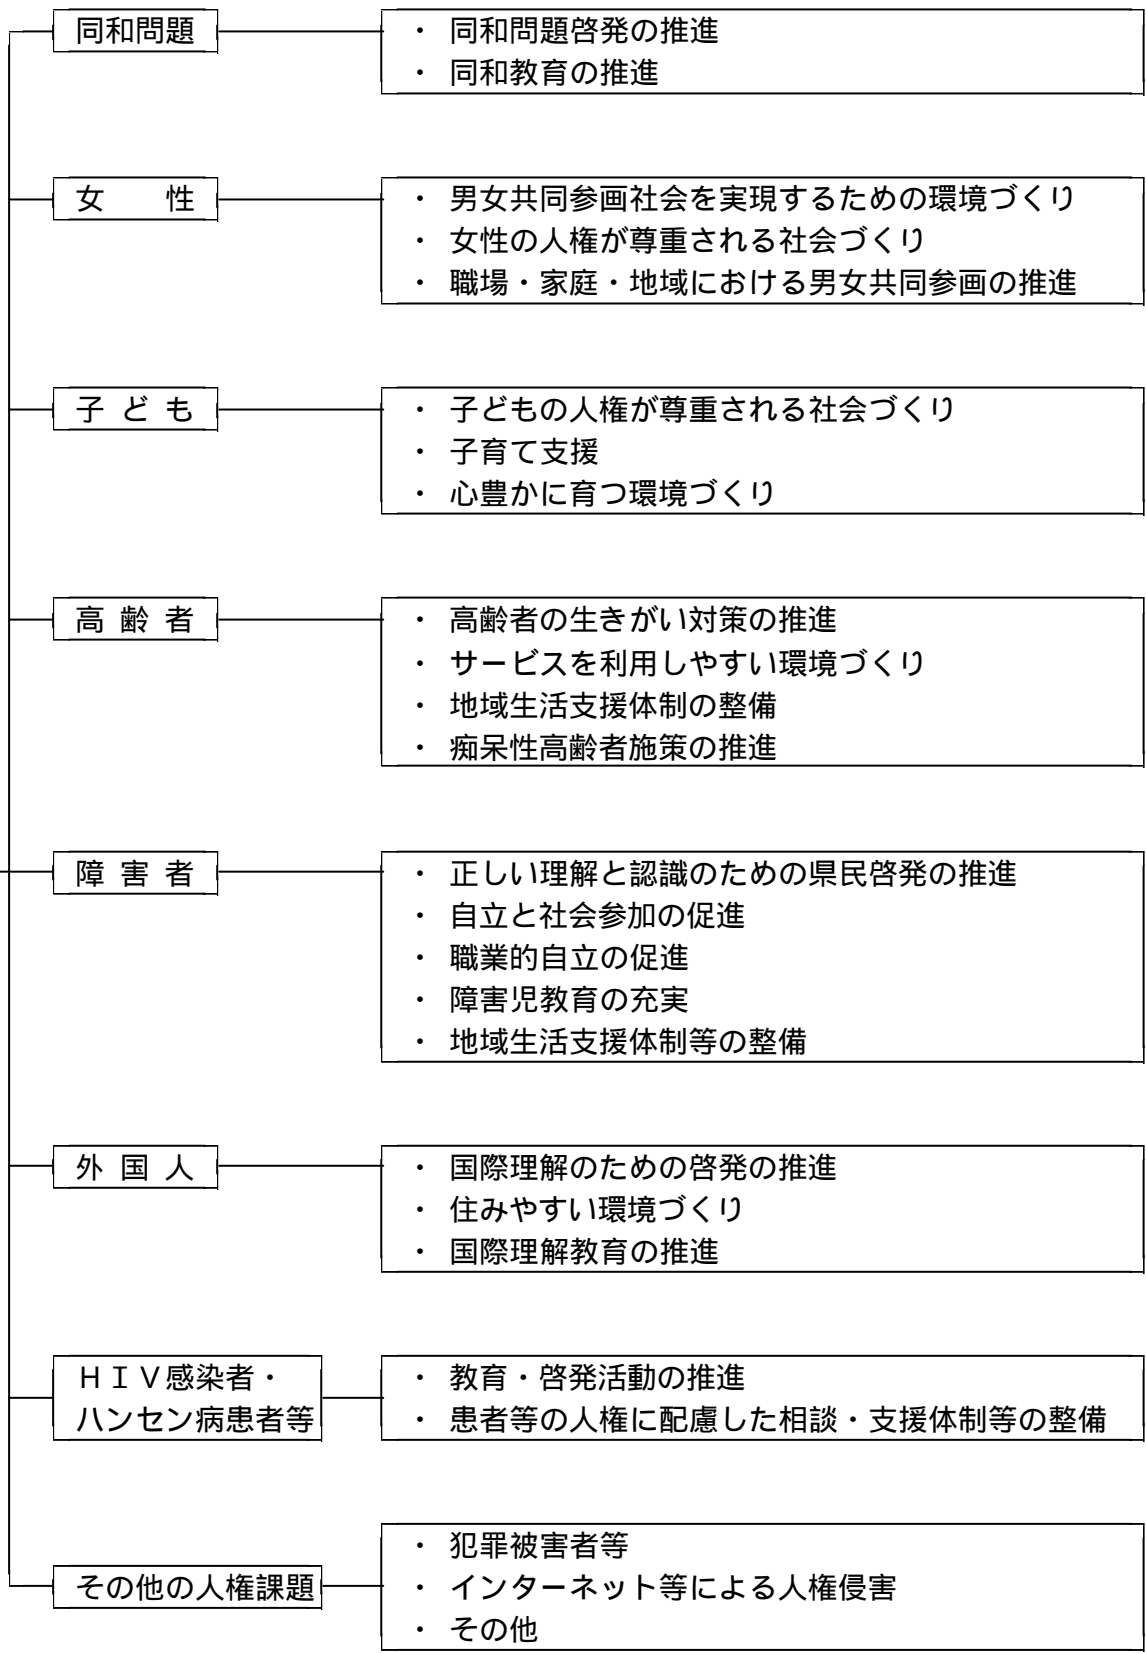 同和問題
・ 同和問題啓発の推進
・ 同和教育の推進
女　性
・ 男女共同参画社会を実現するための環境づくり
・ 女性の人権が尊重される社会づくり
・ 職場・家庭・地域における男女共同参画の推進
子 ど も
・ 子どもの人権が尊重される社会づくり
・ 子育て支援
・ 心豊かに育つ環境づくり
高 齢 者
・ 高齢者の生きがい対策の推進
・ サービスを利用しやすい環境づくり
・ 地域生活支援体制の整備
・ 痴呆性高齢者施策の推進
障 害 者
・ 正しい理解と認識のための県民啓発の推進
・ 自立と社会参加の促進
・ 職業的自立の促進
・ 障害児教育の充実
・ 地域生活支援体制等の整備
外 国 人
・ 国際理解のための啓発の推進
・ 住みやすい環境づくり
・ 国際理解教育の推進
ＨＩＶ感染者・
ハンセン病患者等
・ 教育・啓発活動の推進
・ 患者等の人権に配慮した相談・支援体制等の整備
その他の人権課題
・ 犯罪被害者等
・ インターネット等による人権侵害
・ その他